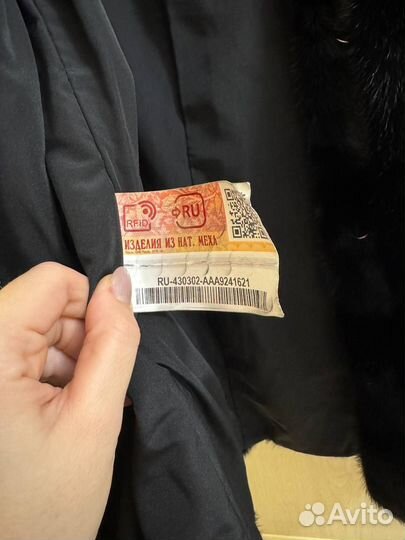 RFID
RU
ИЗДЕЛИЯ ИЗ НАТ. МЕХА
RU-430302-AAA9241621
Avito